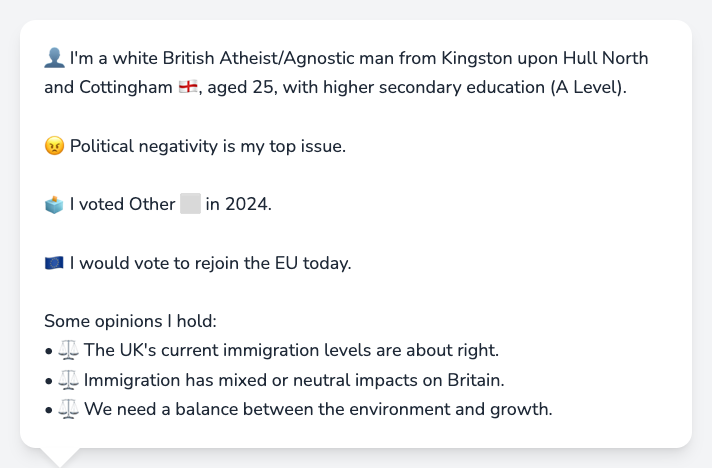 👤 I'm a white British Atheist/Agnostic man from Kingston upon Hull North
and Cottingham 🏴󠁧󠁢󠁥󠁮󠁧󠁿, aged 25, with higher secondary education (A Level).
😠 Political negativity is my top issue.
🗳️ I voted Other ⬜ in 2024.
🇪🇺 I would vote to rejoin the EU today.
Some opinions I hold:
• ⚖️ The UK's current immigration levels are about right.
• ⚖️ Immigration has mixed or neutral impacts on Britain.
• ⚖️ We need a balance between the environment and growth.